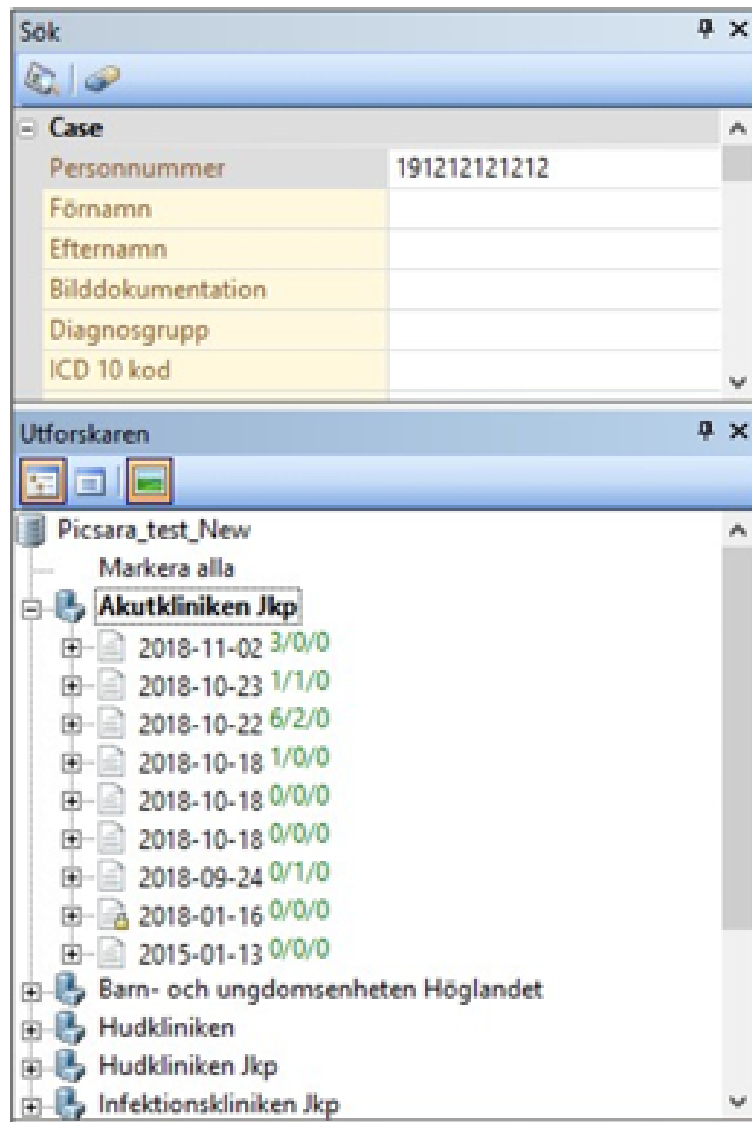 Sök
Case
Personnummer 191212121212
Förnamn
Efternamn
Bilddokumentation
Diagnosgrupp
ICD 10 kod
Utforskaren
Picsara_test_New
Markera alla
Akutkliniken Jkp
2018-11-02 3/0/0
2018-10-23 1/1/0
2018-10-22 6/2/0
2018-10-18 1/0/0
2018-10-18 0/0/0
2018-10-18 0/0/0
2018-09-24 0/1/0
2018-01-16 0/0/0
2015-01-13 0/0/0
Barn- och ungdomsenheten Höglandet
Hudkliniken
Hudkliniken Jkp
Infektionskliniken Jkp